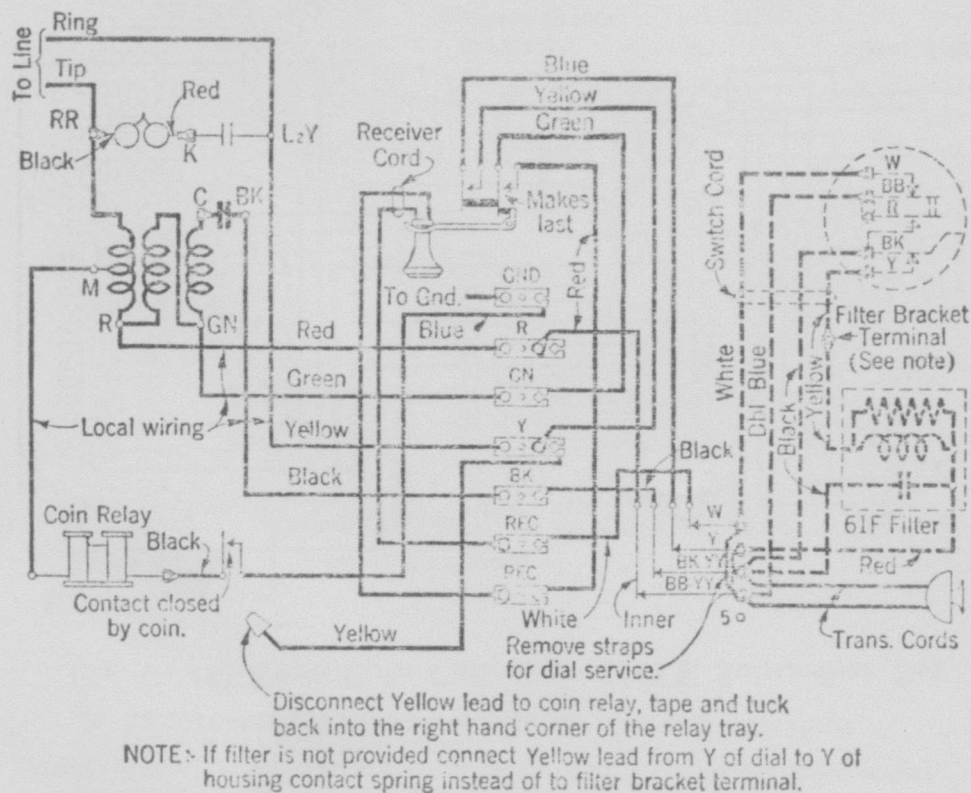 Ring
To Line
Tip
RR
Red
Black
K
L₂Y
C
BK
M
R
GN
Receiver
Cord
Blue
Yellow
Green
Makes
last
GND
To Gnd.
Blue
Red
Red
R
Green
GN
Local wiring
Yellow
Y
Black
BK
REC
REC
Coin Relay
Black
Contact closed
by coin.
Yellow
White
Inner
Black
W
Y
BK YY
BB-YY
5
Remove straps
for dial service.
W
BB
R
BK
Y
Switch Cord
White
Dbl Blue
Black
Yellow
Filter Bracket
Terminal
(See note)
61F Filter
Red
Trans. Cords
Disconnect Yellow lead to coin relay, tape and tuck
back into the right hand corner of the relay tray.
NOTE:- If filter is not provided connect Yellow lead from Y of dial to Y of
housing contact spring instead of to filter bracket terminal.